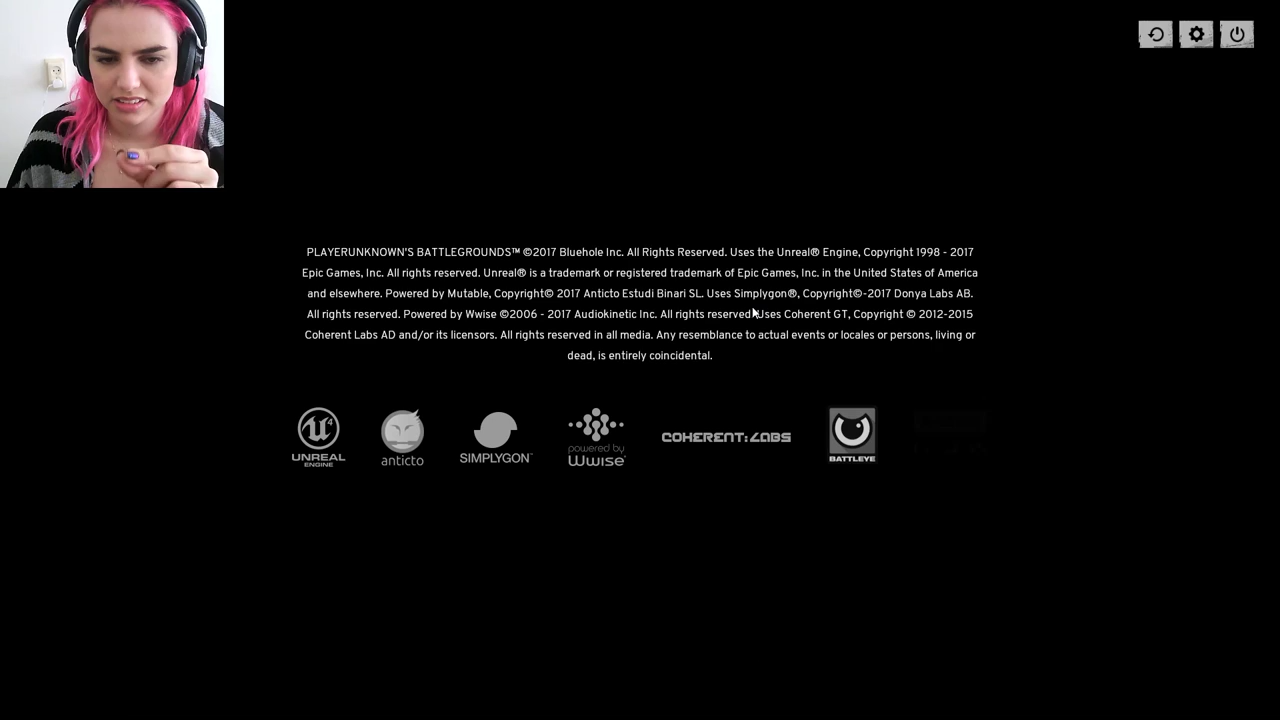 PLAYERUNKNOWN'S BATTLEGROUNDS™ ©2017 Bluehole Inc. All Rights Reserved. Uses the Unreal® Engine, Copyright 1998 - 2017
Epic Games, Inc. All rights reserved. Unreal® is a trademark or registered trademark of Epic Games, Inc. in the United States of America
and elsewhere. Powered by Mutable, Copyright© 2017 Anticto Estudi Binari SL. Uses Simplygon®, Copyright©-2017 Donya Labs AB.
All rights reserved. Powered by Wwise ©2006 - 2017 Audiokinetic Inc. All rights reserved. Uses Coherent GT, Copyright © 2012-2015
Coherent Labs AD and/or its licensors. All rights reserved in all media. Any resemblance to actual events or locales or persons, living or
dead, is entirely coincidental.
UNREAL ENGINE 4
anticto
SIMPLYGON™
powered by Wwise
COHERENT:LABS
BATTLEYE